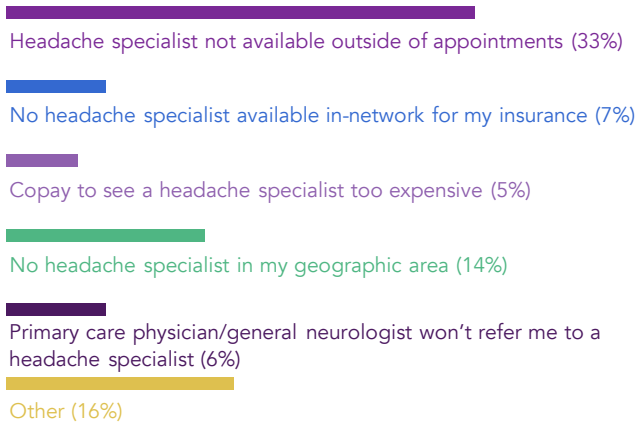 Headache specialist not available outside of appointments (33%)
No headache specialist available in-network for my insurance (7%)
Copay to see a headache specialist too expensive (5%)
No headache specialist in my geographic area (14%)
Primary care physician/general neurologist won’t refer me to a
headache specialist (6%)
Other (16%)